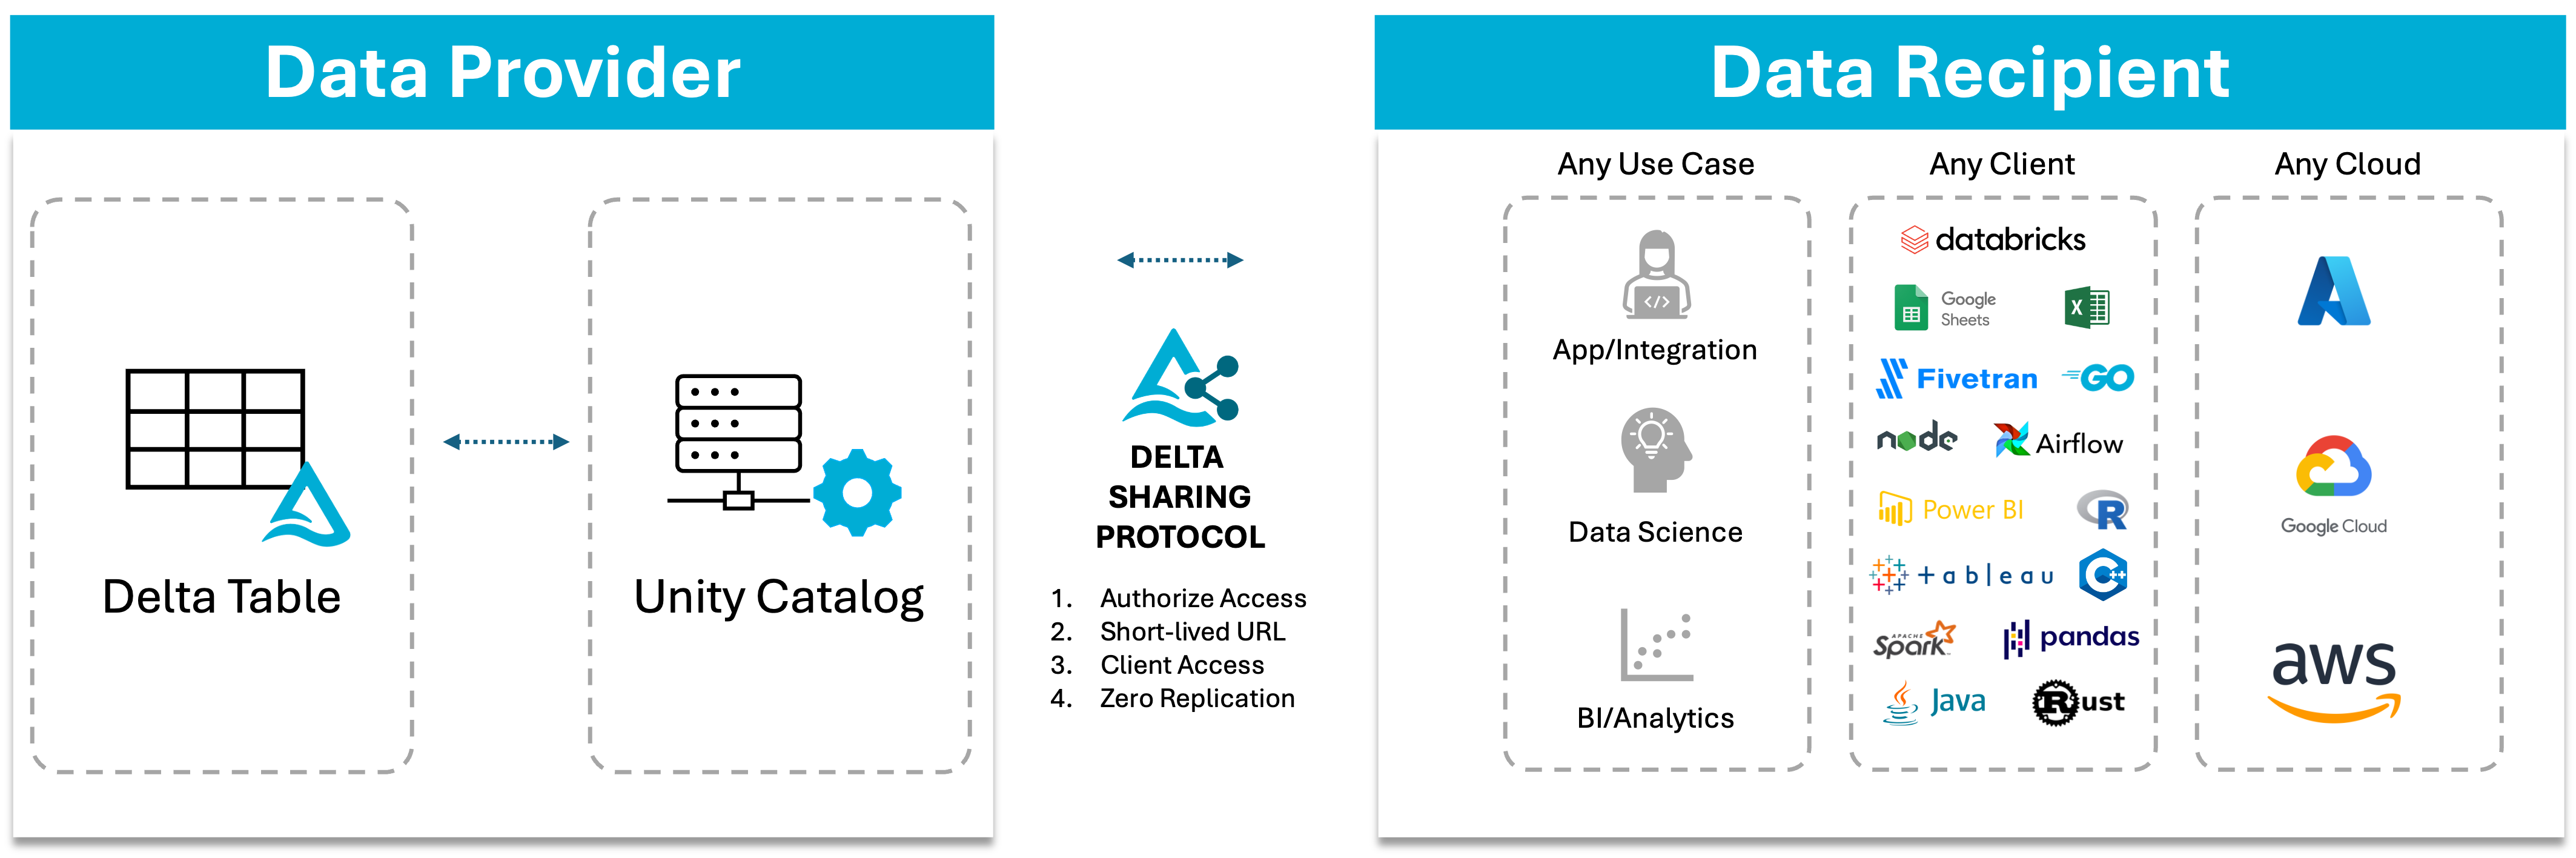 Data Provider
Delta Table
Unity Catalog
DELTA
SHARING
PROTOCOL
1. Authorize Access
2. Short-lived URL
3. Client Access
4. Zero Replication
Data Recipient
Any Use Case
</>
App/Integration
Data Science
BI/Analytics
Any Client
databricks
Google
Sheets
X
Fivetran
GO
node
Airflow
Power BI
R
+ableau
C++
APACHE
Spark
pandas
Java
Rust
Any Cloud
Google Cloud
aws